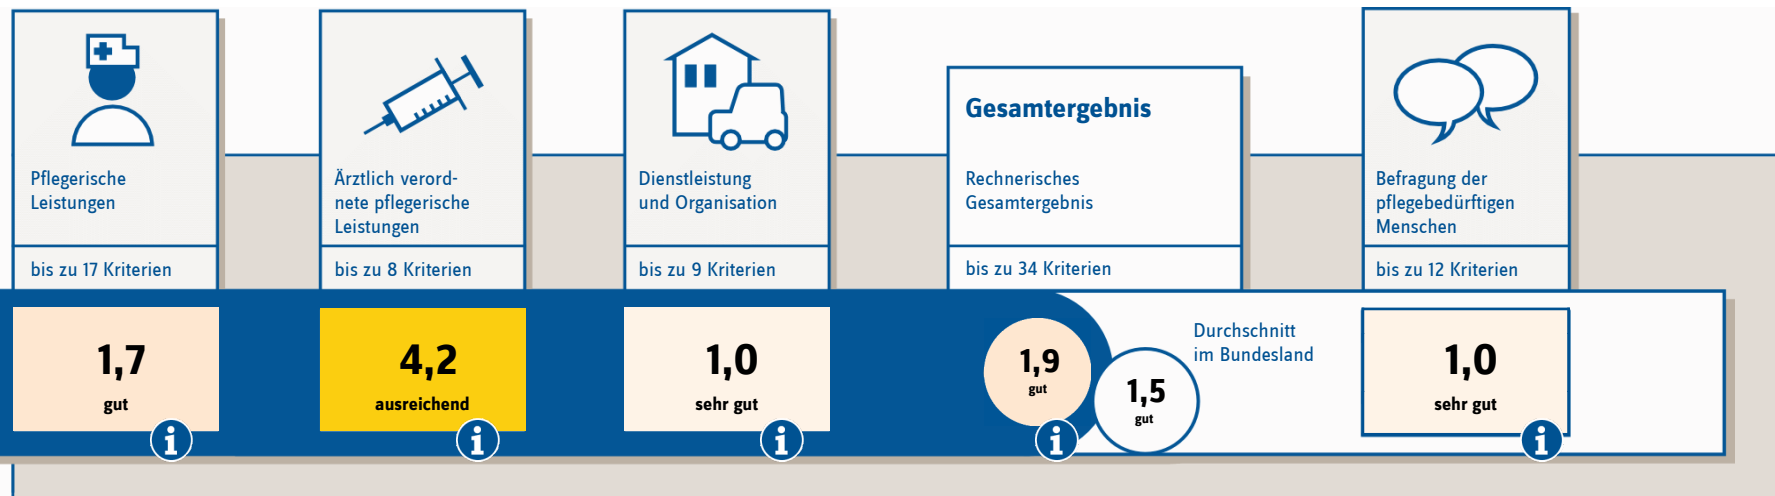 Pflegerische
Leistungen
bis zu 17 Kriterien
1,7
gut
i
Ärztlich verord-
nete pflegerische
Leistungen
bis zu 8 Kriterien
4,2
ausreichend
i
Dienstleistung
und Organisation
bis zu 9 Kriterien
1,0
sehr gut
i
Gesamtergebnis
Rechnerisches
Gesamtergebnis
bis zu 34 Kriterien
1,9
gut
i
1,5
gut
Durchschnitt
im Bundesland
Befragung der
pflegebedürftigen
Menschen
bis zu 12 Kriterien
1,0
sehr gut
i